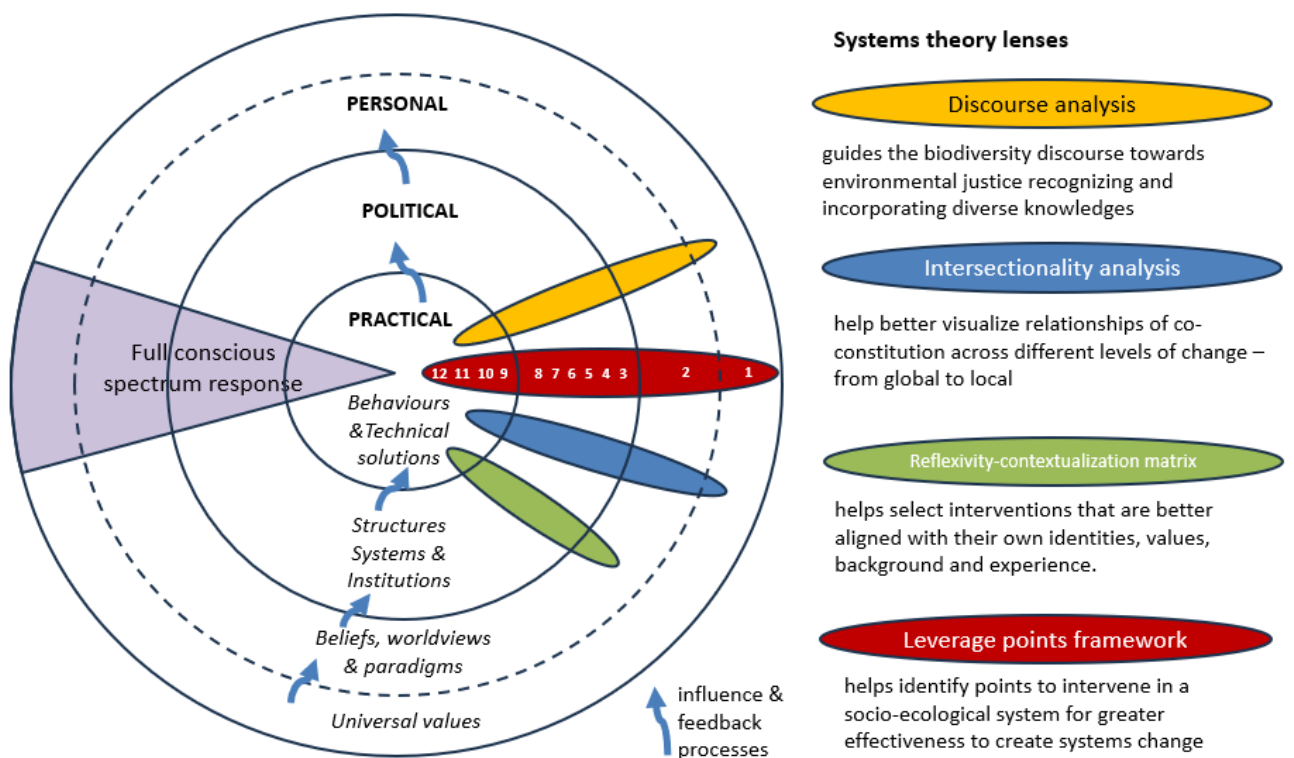 PERSONAL
POLITICAL
PRACTICAL
Full conscious
spectrum response
12 11 10 9 8 7 6 5 4 3 2 1
Behaviours
&Technical
solutions
Structures
Systems &
Institutions
Beliefs, worldviews
& paradigms
Universal values
influence &
feedback
processes
Systems theory lenses
Discourse analysis
guides the biodiversity discourse towards
environmental justice recognizing and
incorporating diverse knowledges
Intersectionality analysis
help better visualize relationships of co-
constitution across different levels of change –
from global to local
Reflexivity-contextualization matrix
helps select interventions that are better
aligned with their own identities, values,
background and experience.
Leverage points framework
helps identify points to intervene in a
socio-ecological system for greater
effectiveness to create systems change